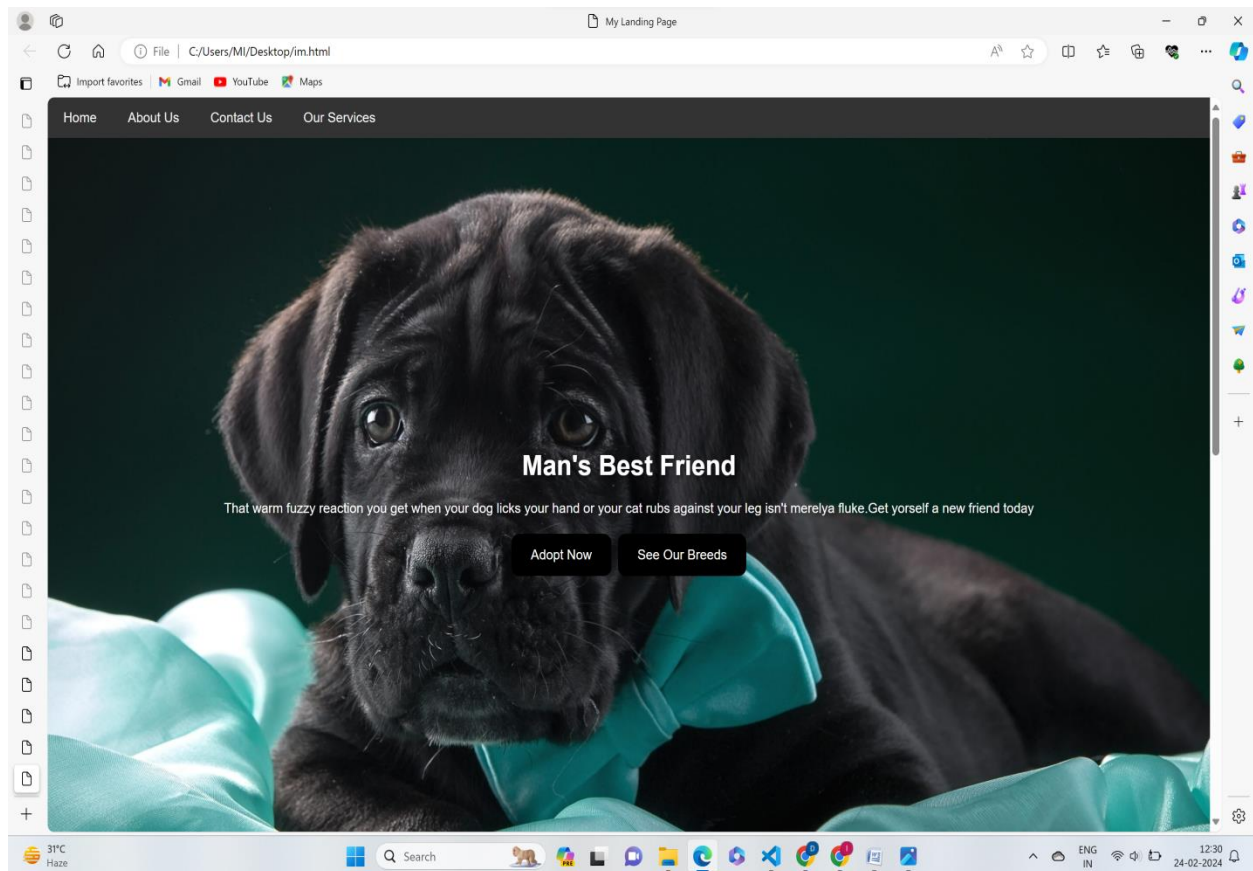 My Landing Page
File C:/Users/MI/Desktop/im.html
Import favorites Gmail YouTube Maps
Home About Us Contact Us Our Services
Man's Best Friend
That warm fuzzy reaction you get when your dog licks your hand or your cat rubs against your leg isn't merelya fluke.Get yorself a new friend today
Adopt Now See Our Breeds
31°C
Haze
Search
PRE
ENG
IN
12:30
24-02-2024